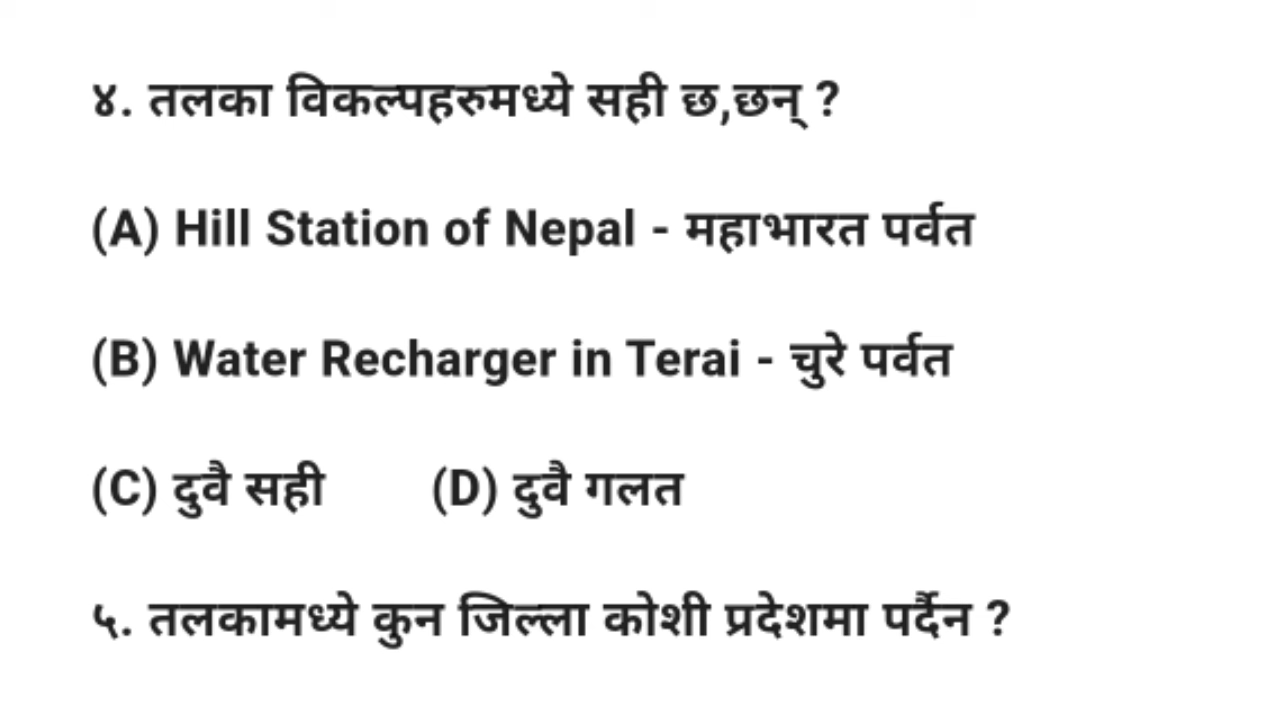 ४. तलका विकल्पहरुमध्ये सही छ,छन् ?
(A) Hill Station of Nepal - महाभारत पर्वत
(B) Water Recharger in Terai - चुरे पर्वत
(C) दुवै सही (D) दुवै गलत
५. तलकामध्ये कुन जिल्ला कोशी प्रदेशमा पर्दैन ?